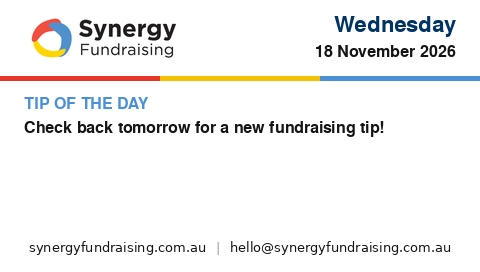 Synergy
Fundraising
Wednesday
18 November 2026
TIP OF THE DAY
Check back tomorrow for a new fundraising tip!
synergyfundraising.com.au | hello@synergyfundraising.com.au